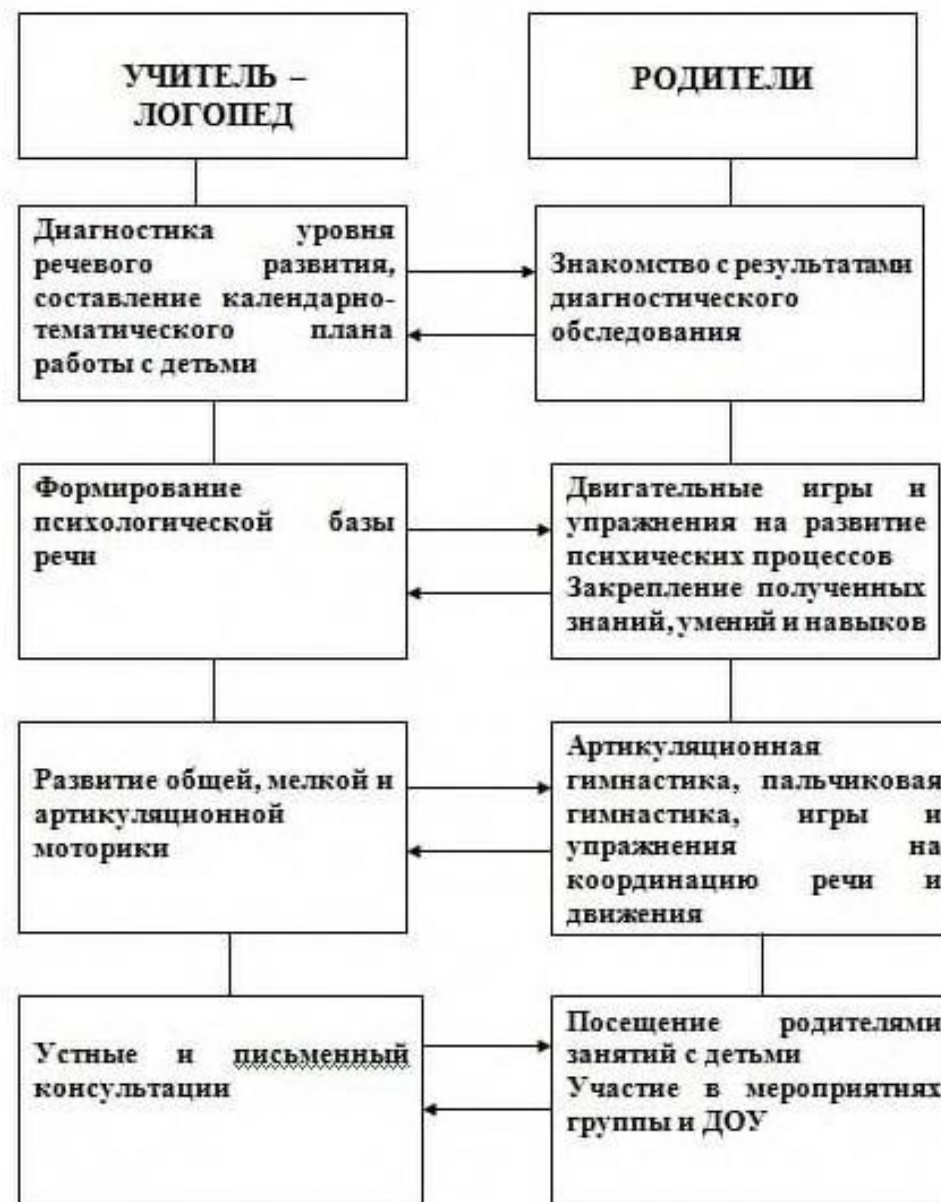 УЧИТЕЛЬ –
ЛОГОПЕД
РОДИТЕЛИ
Диагностика уровня
речевого развития,
составление календарно-
тематического плана
работы с детьми
Знакомство с результатами
диагностического
обследования
Формирование
психологической базы
речи
Двигательные игры и
упражнения на развитие
психических процессов
Закрепление полученных
знаний, умений и навыков
Развитие общей, мелкой и
артикуляционной
моторики
Артикуляционная
гимнастика, пальчиковая
гимнастика, игры и
упражнения на
координацию речи и
движения
Устные и письменный
консультации
Посещение родителями
занятий с детьми
Участие в мероприятиях
группы и ДОУ